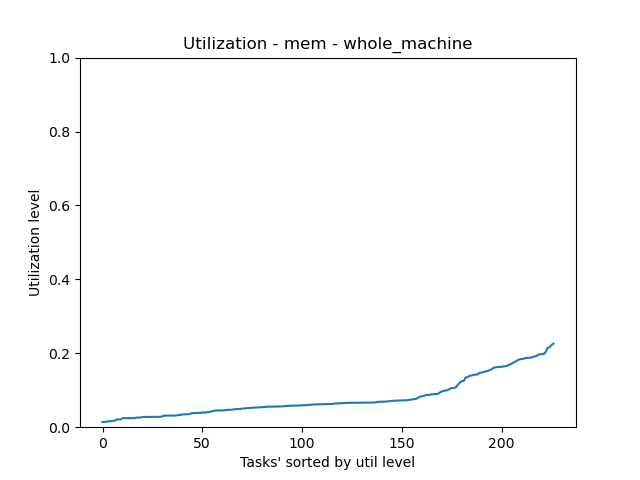 Utilization - mem - whole_machine
1.0
0.8
0.6
0.4
0.2
0.0
Utilization level
0 50 100 150 200
Tasks' sorted by util level